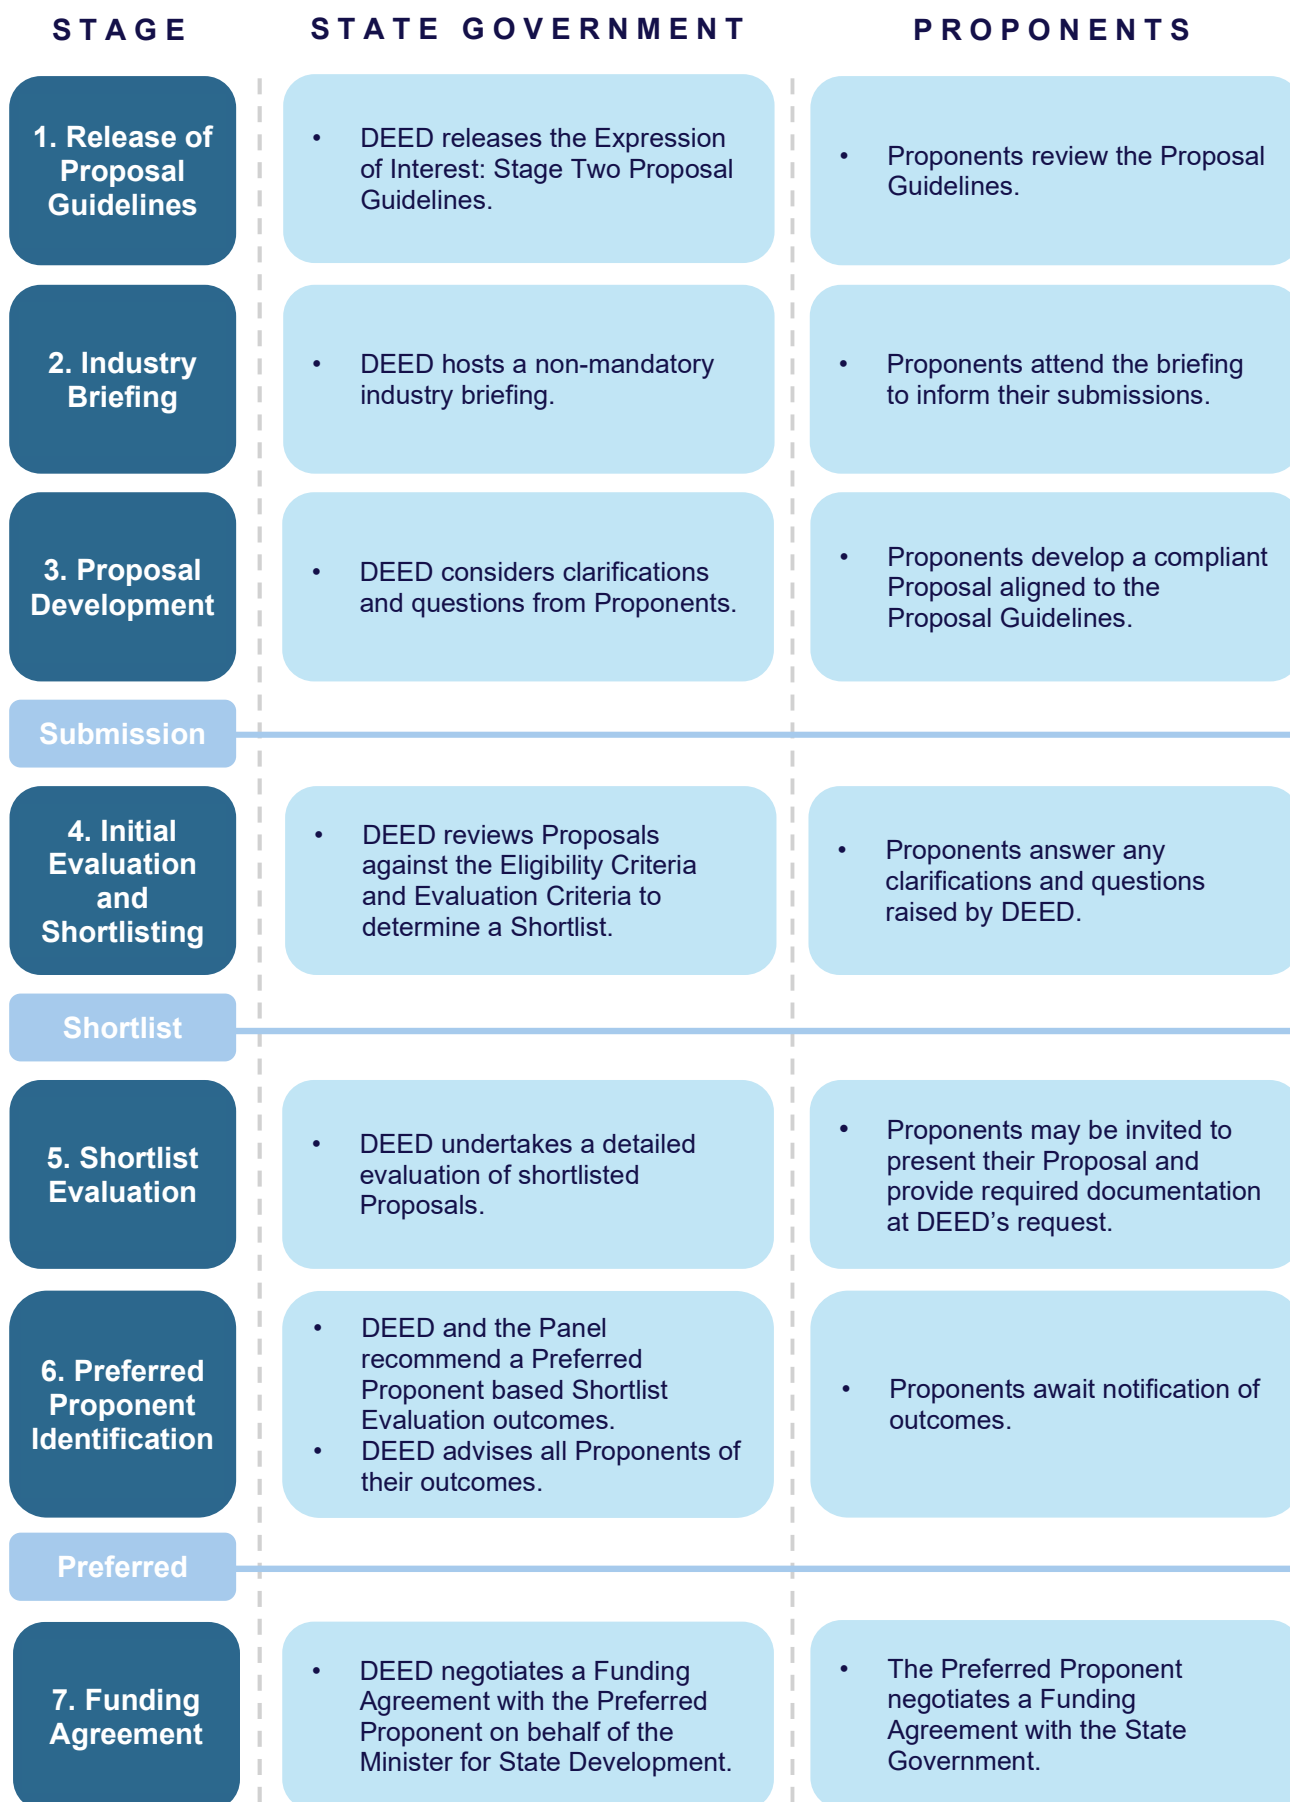 STAGE
STATE GOVERNMENT
PROPONENTS
1. Release of
Proposal
Guidelines
• DEED releases the Expression
of Interest: Stage Two Proposal
Guidelines.
• Proponents review the Proposal
Guidelines.
2. Industry
Briefing
• DEED hosts a non-mandatory
industry briefing.
• Proponents attend the briefing
to inform their submissions.
3. Proposal
Development
• DEED considers clarifications
and questions from Proponents.
• Proponents develop a compliant
Proposal aligned to the
Proposal Guidelines.
Submission
4. Initial
Evaluation
and
Shortlisting
• DEED reviews Proposals
against the Eligibility Criteria
and Evaluation Criteria to
determine a Shortlist.
• Proponents answer any
clarifications and questions
raised by DEED.
Shortlist
5. Shortlist
Evaluation
• DEED undertakes a detailed
evaluation of shortlisted
Proposals.
• Proponents may be invited to
present their Proposal and
provide required documentation
at DEED’s request.
6. Preferred
Proponent
Identification
• DEED and the Panel
recommend a Preferred
Proponent based Shortlist
Evaluation outcomes.
• DEED advises all Proponents of
their outcomes.
• Proponents await notification of
outcomes.
Preferred
7. Funding
Agreement
• DEED negotiates a Funding
Agreement with the Preferred
Proponent on behalf of the
Minister for State Development.
• The Preferred Proponent
negotiates a Funding
Agreement with the State
Government.